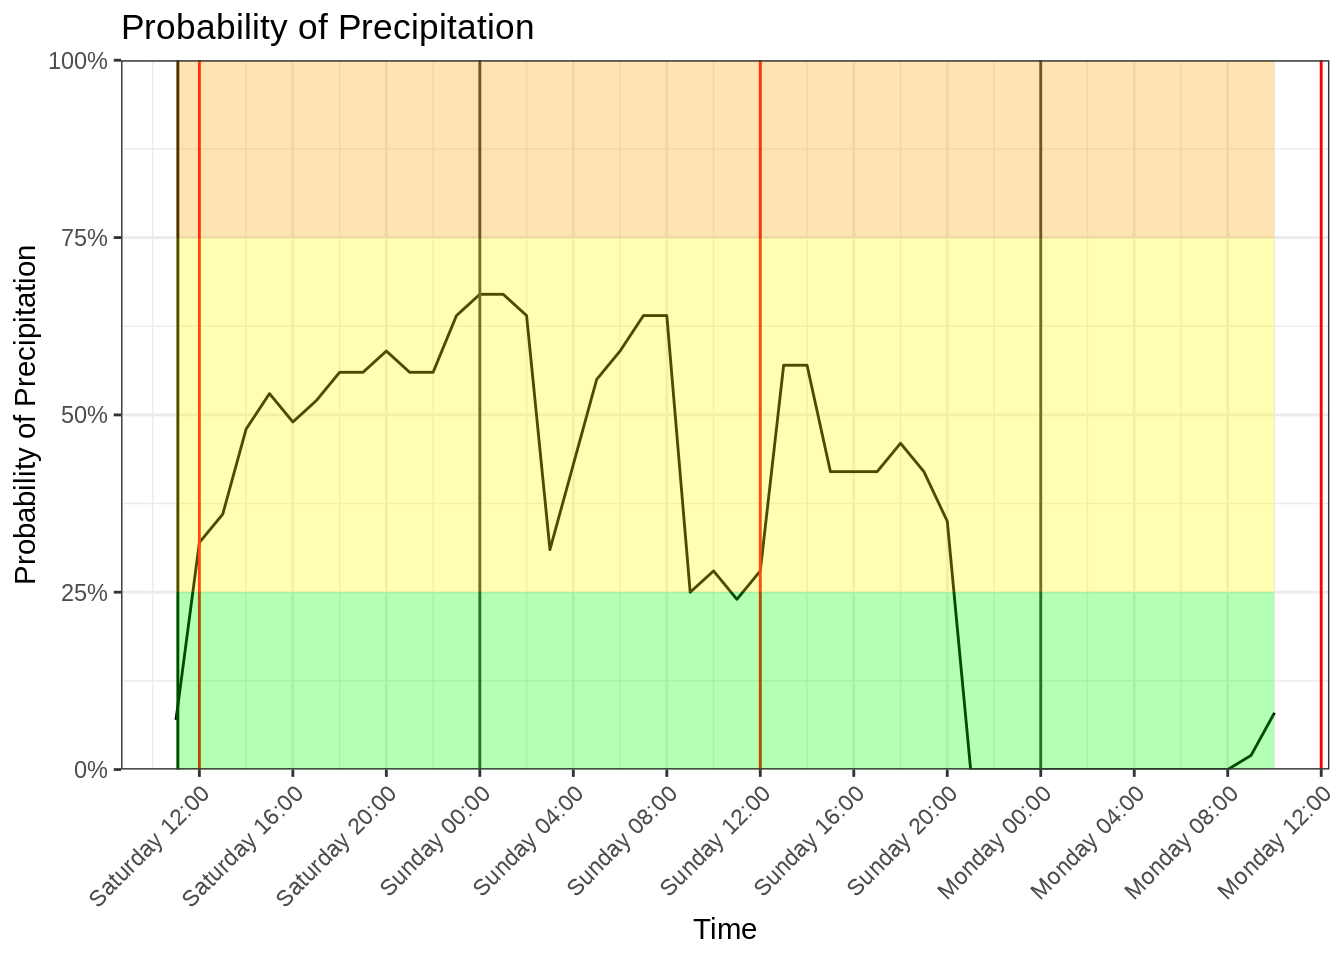 Probability of Precipitation
100%
75%
50%
25%
0%
Probability of Precipitation
Saturday 12:00
Saturday 16:00
Saturday 20:00
Sunday 00:00
Sunday 04:00
Sunday 08:00
Sunday 12:00
Sunday 16:00
Sunday 20:00
Monday 00:00
Monday 04:00
Monday 08:00
Monday 12:00
Time